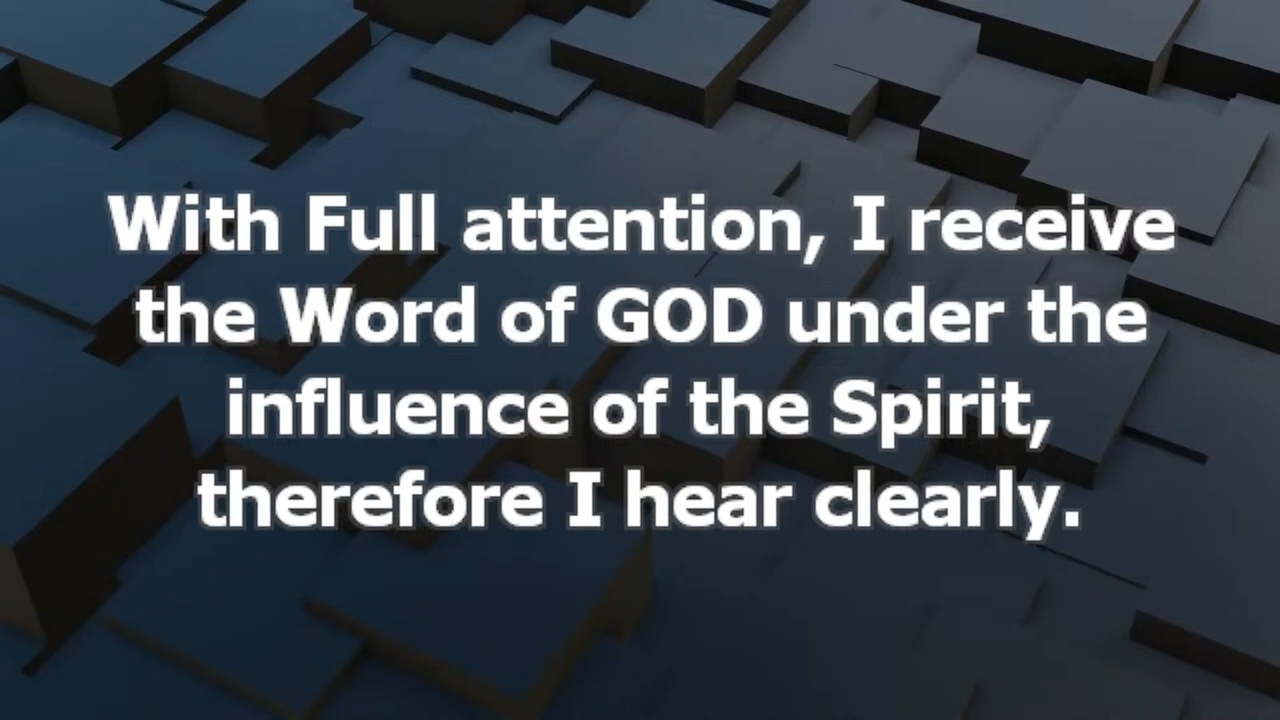 With Full attention, I receive
the Word of GOD under the
influence of the Spirit,
therefore I hear clearly.